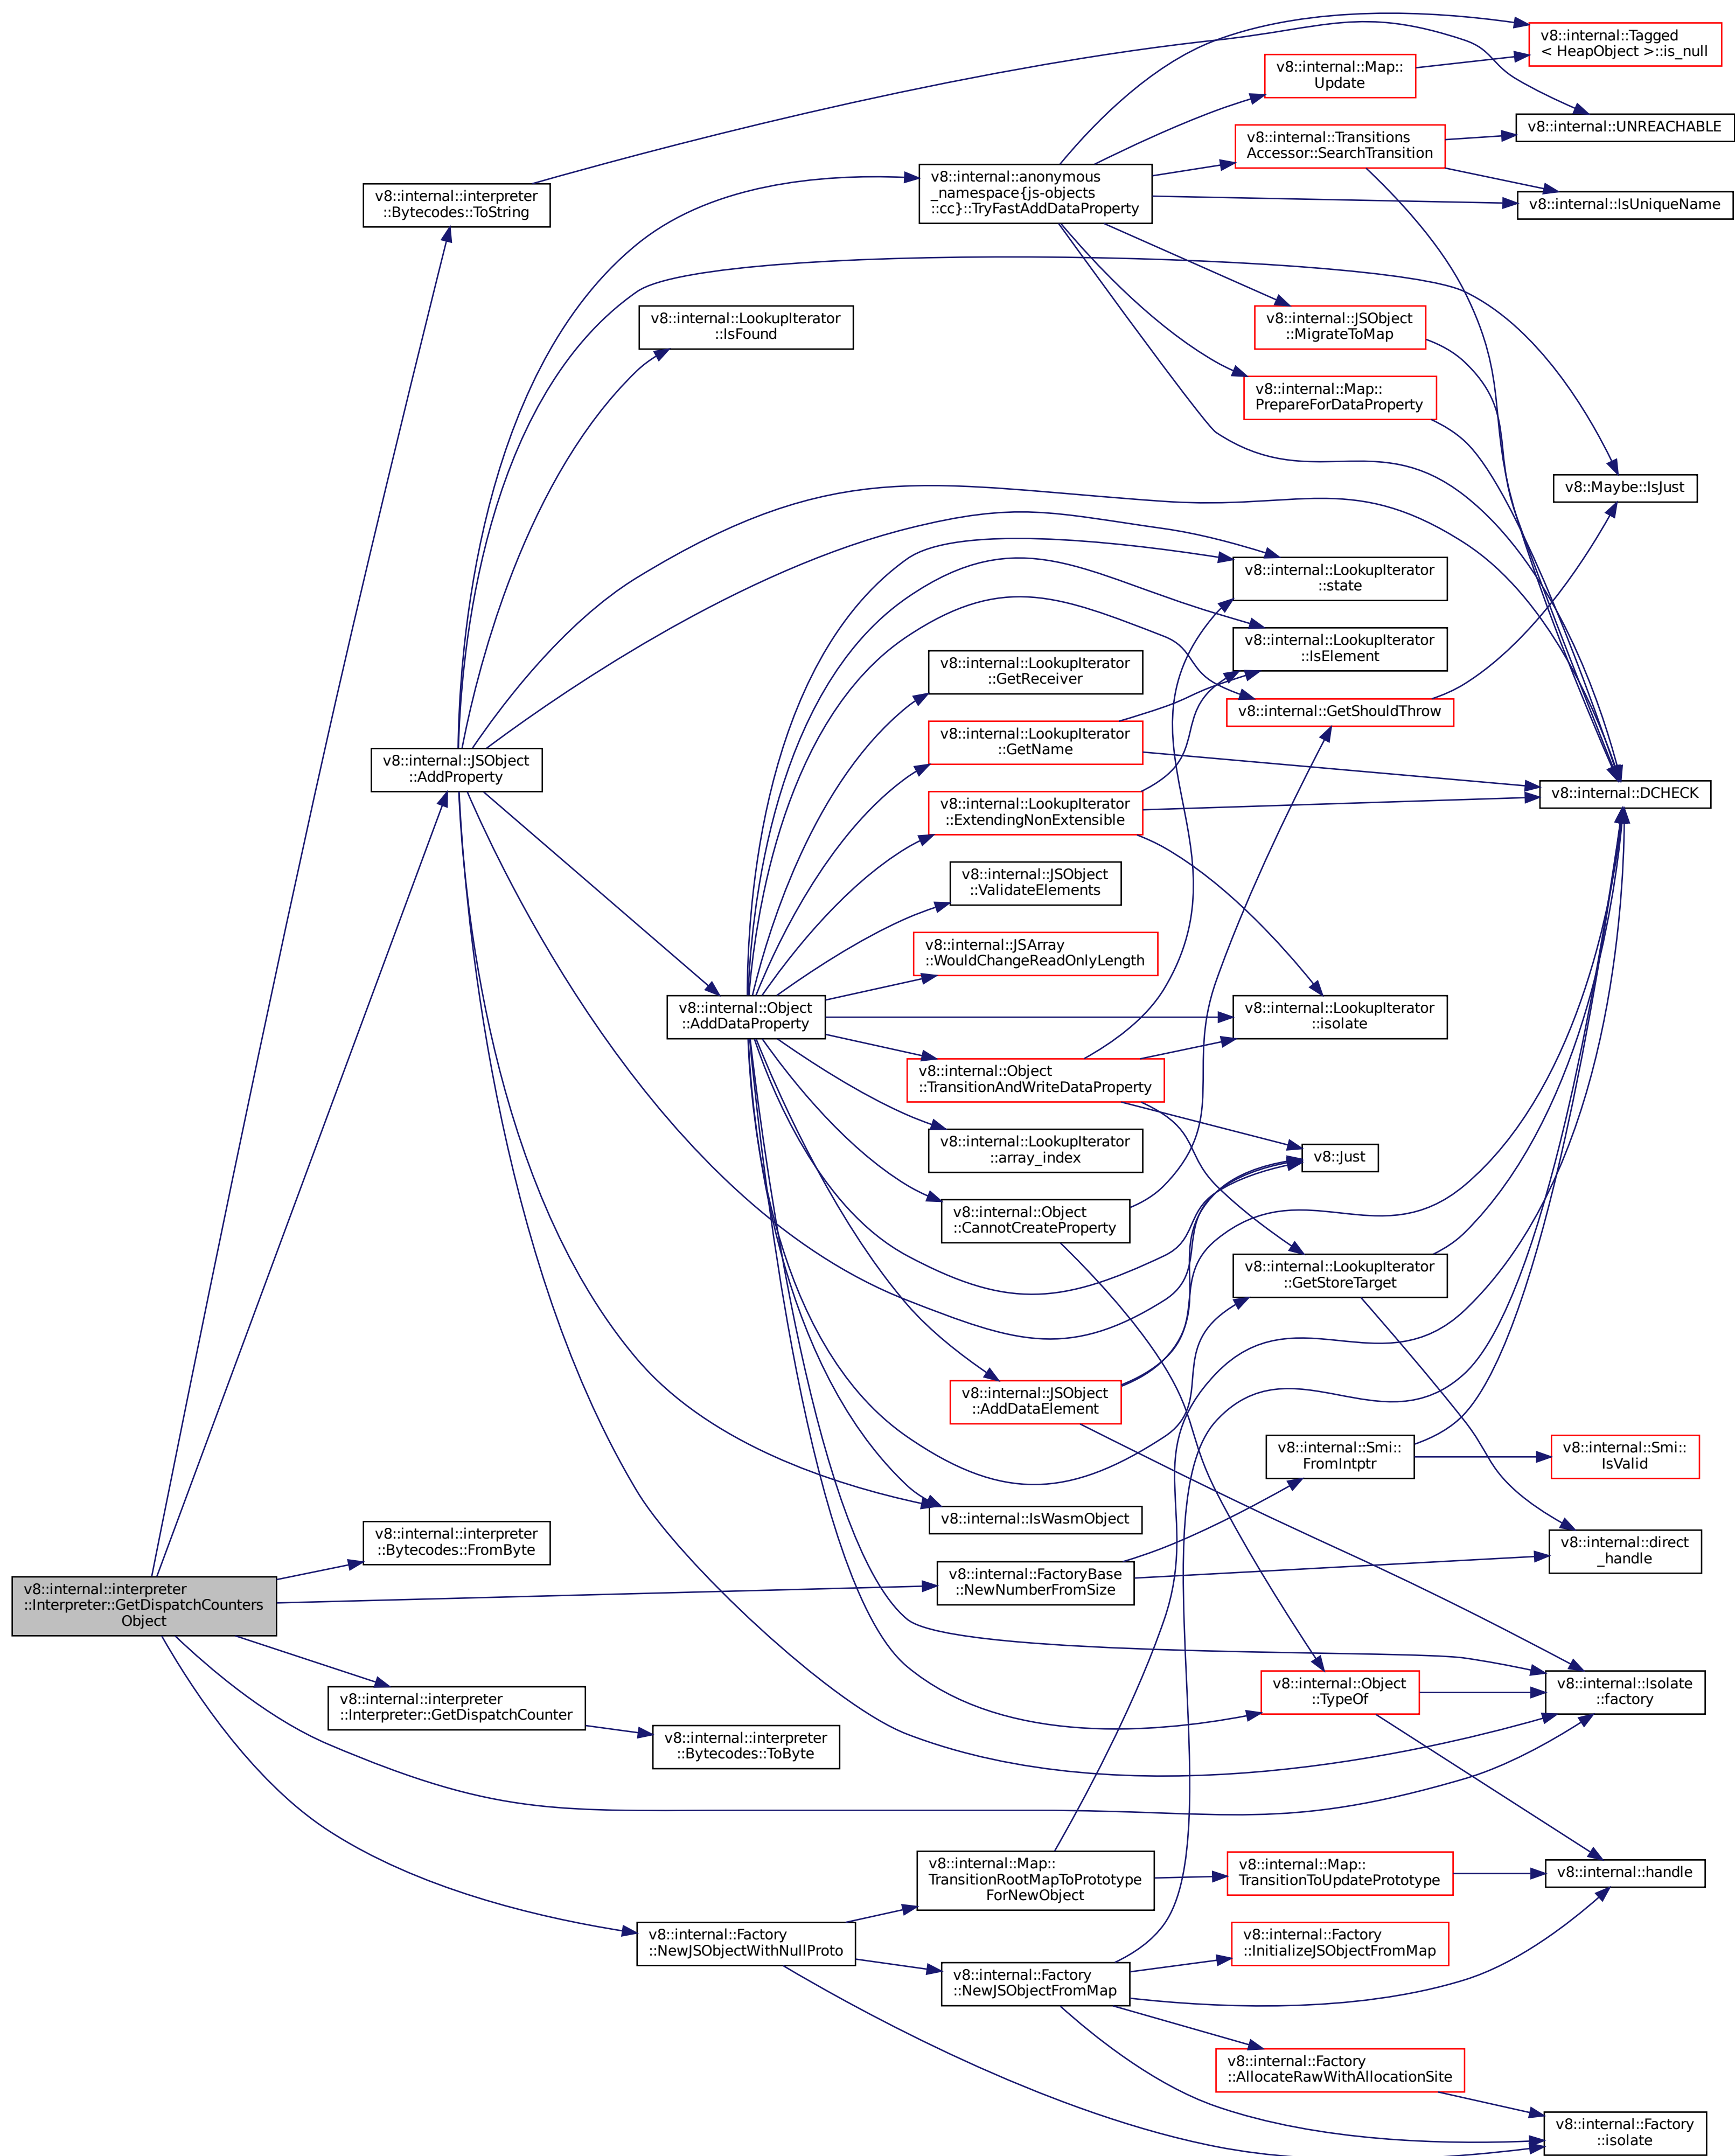 v8::internal::Tagged
< HeapObject >::is_null
v8::internal::Map::
Update
v8::internal::UNREACHABLE
v8::internal::Transitions
Accessor::SearchTransition
v8::internal::anonymous
_namespace{js-objects
::cc}::TryFastAddDataProperty
v8::internal::interpreter
::Bytecodes::ToString
v8::internal::IsUniqueName
v8::internal::LookupIterator
::IsFound
v8::internal::JSObject
::MigrateToMap
v8::internal::Map::
PrepareForDataProperty
v8::Maybe::IsJust
v8::internal::LookupIterator
::state
v8::internal::LookupIterator
::IsElement
v8::internal::LookupIterator
::GetReceiver
v8::internal::GetShouldThrow
v8::internal::LookupIterator
::GetName
v8::internal::JSObject
::AddProperty
v8::internal::DCHECK
v8::internal::LookupIterator
::ExtendingNonExtensible
v8::internal::JSObject
::ValidateElements
v8::internal::JSArray
::WouldChangeReadOnlyLength
v8::internal::Object
::AddDataProperty
v8::internal::LookupIterator
::isolate
v8::internal::Object
::TransitionAndWriteDataProperty
v8::internal::LookupIterator
::array_index
v8::Just
v8::internal::Object
::CannotCreateProperty
v8::internal::LookupIterator
::GetStoreTarget
v8::internal::JSObject
::AddDataElement
v8::internal::Smi::
FromIntptr
v8::internal::Smi::
IsValid
v8::internal::IsWasmObject
v8::internal::interpreter
::Bytecodes::FromByte
v8::internal::direct
_handle
v8::internal::FactoryBase
::NewNumberFromSize
v8::internal::interpreter
::Interpreter::GetDispatchCounters
Object
v8::internal::Object
::TypeOf
v8::internal::Isolate
::factory
v8::internal::interpreter
::Interpreter::GetDispatchCounter
v8::internal::interpreter
::Bytecodes::ToByte
v8::internal::Map::
TransitionRootMapToPrototype
ForNewObject
v8::internal::Map::
TransitionToUpdatePrototype
v8::internal::handle
v8::internal::Factory
::NewJSObjectWithNullProto
v8::internal::Factory
::InitializeJSObjectFromMap
v8::internal::Factory
::NewJSObjectFromMap
v8::internal::Factory
::AllocateRawWithAllocationSite
v8::internal::Factory
::isolate